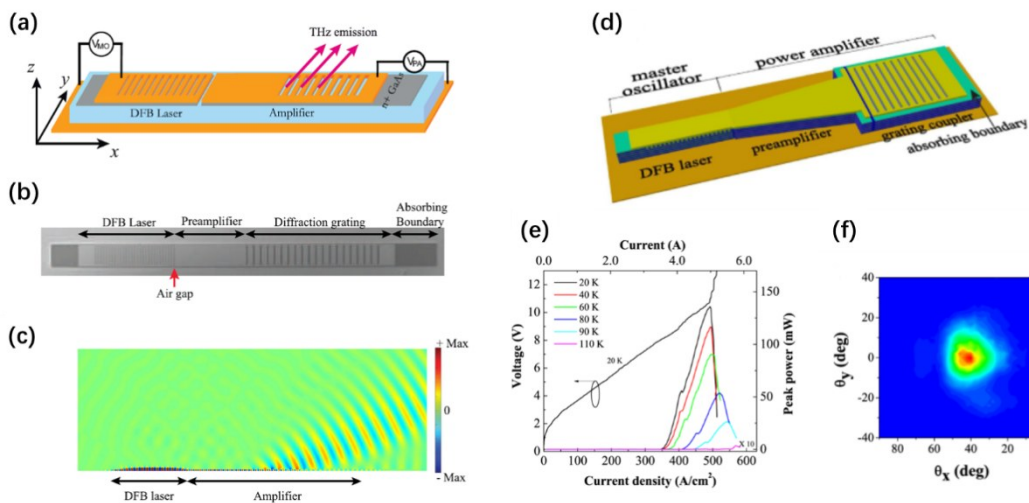 (a)
V_MO
THz emission
V_PA
z
y
x
DFB Laser
Amplifier
n+ GaAs
(b)
DFB Laser
Preamplifier
Diffraction grating
Absorbing
Boundary
Air gap
(c)
+ Max
0
- Max
DFB laser
Amplifier
(d)
master
oscillator
power amplifier
DFB laser
preamplifier
grating coupler
absorbing boundary
(e)
Current (A)
0.0 1.5 3.0 4.5 6.0
Voltage (V)
12
10
8
6
4
2
0
20 K
40 K
60 K
80 K
90 K
110 K
20 K
X 10
150
100
50
0
Peak power (mW)
0 100 200 300 400 500 600
Current density (A/cm²)
(f)
θy (deg)
40
20
0
-20
-40
80 60 40 20
θx (deg)